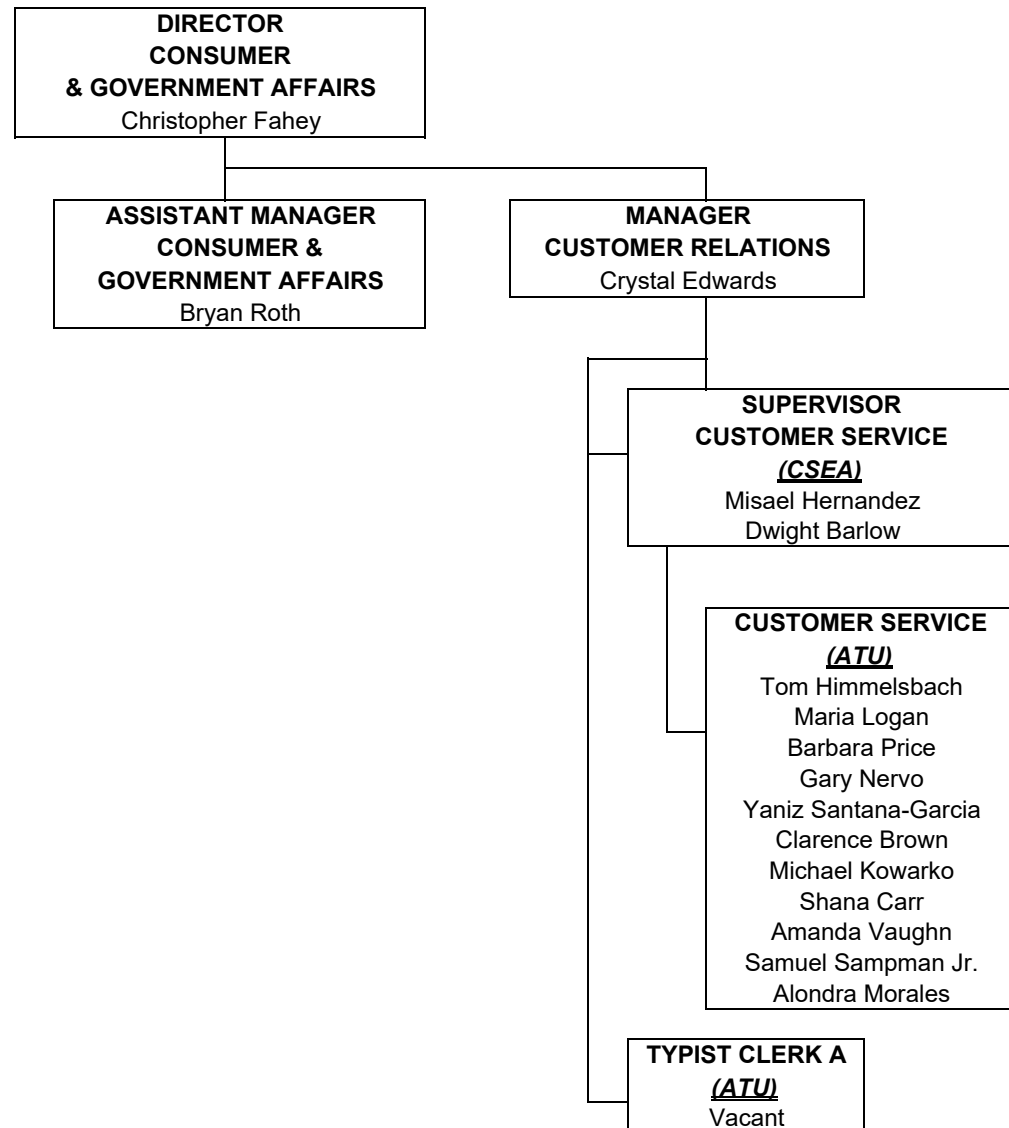 DIRECTOR
CONSUMER
& GOVERNMENT AFFAIRS
Christopher Fahey
ASSISTANT MANAGER
CONSUMER &
GOVERNMENT AFFAIRS
Bryan Roth
MANAGER
CUSTOMER RELATIONS
Crystal Edwards
SUPERVISOR
CUSTOMER SERVICE
(CSEA)
Misael Hernandez
Dwight Barlow
CUSTOMER SERVICE
(ATU)
Tom Himmelsbach
Maria Logan
Barbara Price
Gary Nervo
Yaniz Santana-Garcia
Clarence Brown
Michael Kowarko
Shana Carr
Amanda Vaughn
Samuel Sampman Jr.
Alondra Morales
TYPIST CLERK A
(ATU)
Vacant